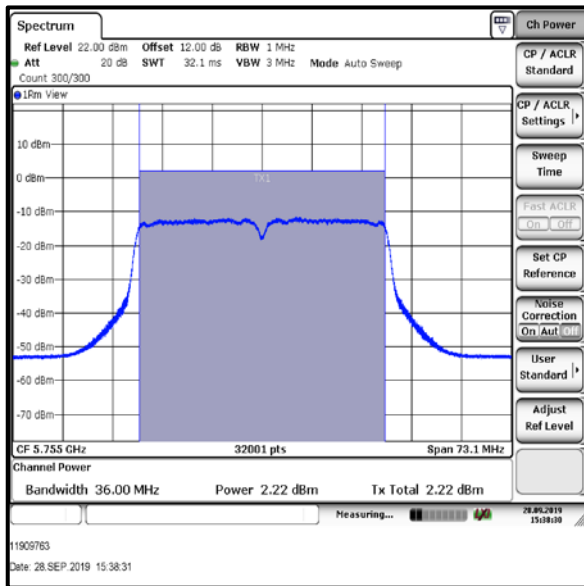 Spectrum
Ref Level 22.00 dBm Offset 12.00 dB RBW 1 MHz
Att 20 dB SWT 32.1 ms VBW 3 MHz Mode Auto Sweep
Count 300/300
1Rm View
TX1
10 dBm
0 dBm
-10 dBm
-20 dBm
-30 dBm
-40 dBm
-50 dBm
-60 dBm
-70 dBm
CF 5.755 GHz 32001 pts Span 73.1 MHz
Channel Power
Bandwidth 36.00 MHz Power 2.22 dBm Tx Total 2.22 dBm
Measuring... 28.09.2019
15:38:30
Ch Power
CP / ACLR
Standard
CP / ACLR
Settings
Sweep
Time
Fast ACLR
On Off
Set CP
Reference
Noise
Correction
On Aut Off
User
Standard
Adjust
Ref Level
11909763
Date: 28.SEP.2019 15:38:31